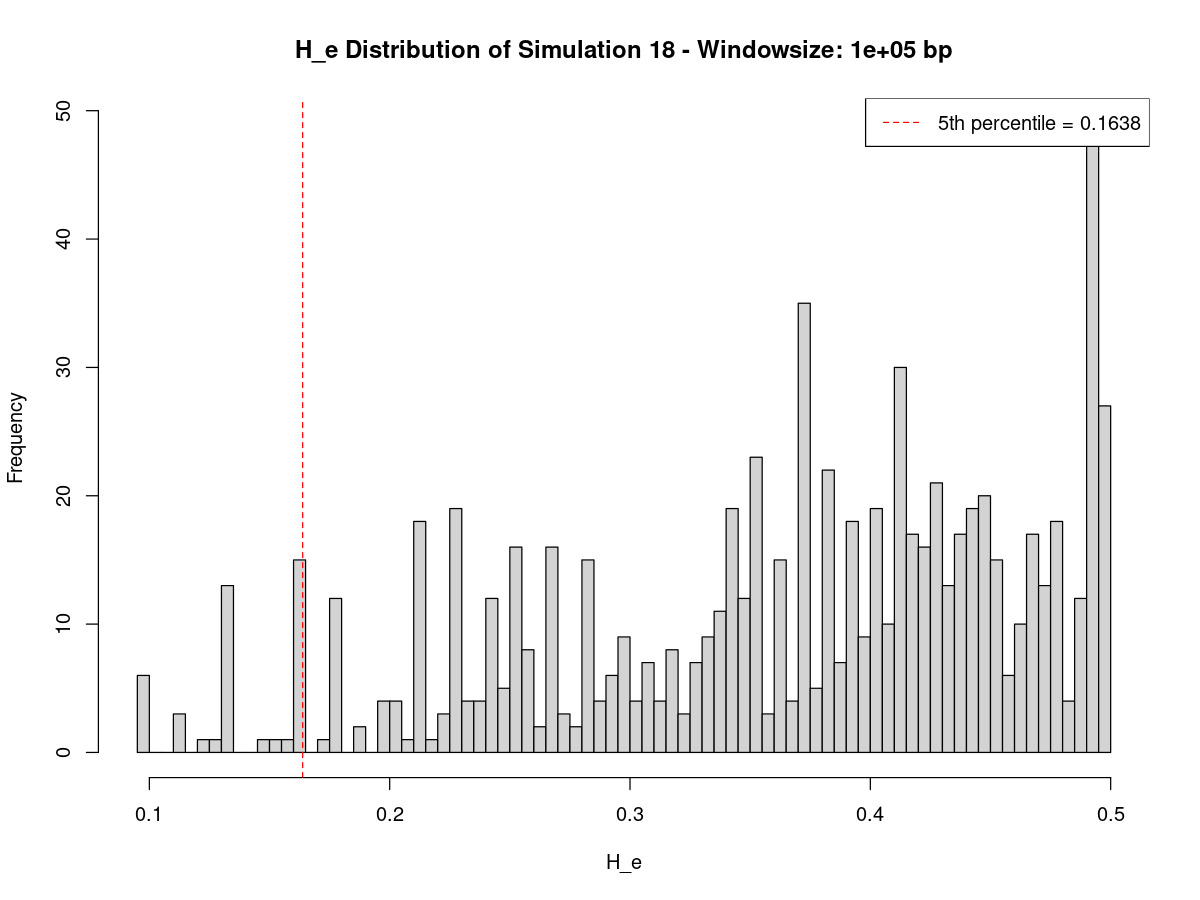 H_e Distribution of Simulation 18 - Windowsize: 1e+05 bp
5th percentile = 0.1638
50
40
30
20
10
0
Frequency
0.1 0.2 0.3 0.4 0.5
H_e